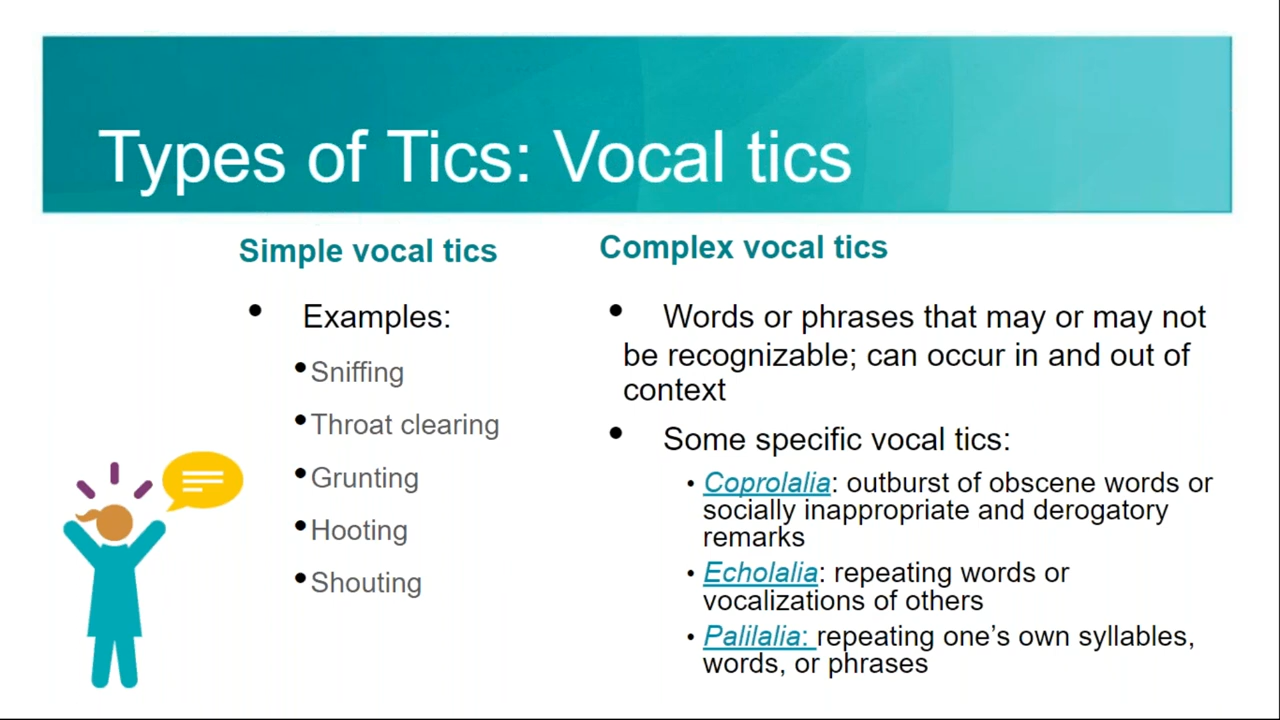 Types of Tics: Vocal tics
Simple vocal tics
• Examples:
• Sniffing
• Throat clearing
• Grunting
• Hooting
• Shouting
Complex vocal tics
• Words or phrases that may or may not
be recognizable; can occur in and out of
context
• Some specific vocal tics:
• Coprolalia: outburst of obscene words or
socially inappropriate and derogatory
remarks
• Echolalia: repeating words or
vocalizations of others
• Palilalia: repeating one’s own syllables,
words, or phrases